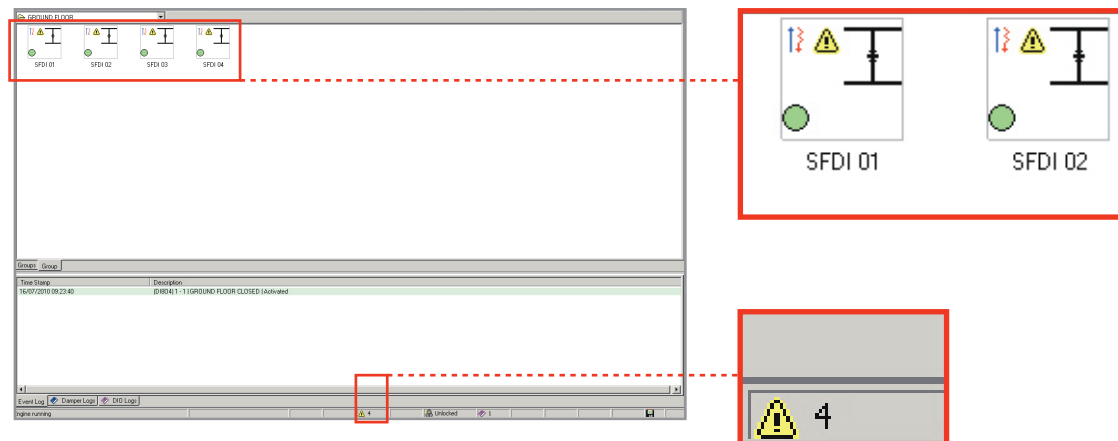 GROUND FLOOR
SFDI 01 SFDI 02 SFDI 03 SFDI 04
SFDI 01 SFDI 02
Groups Group
Time Stamp Description
16/07/2010 09:23:40 (DI804) 1 - 1 | GROUND FLOOR CLOSED | Activated
Event Log Damper Logs DIO Logs
ngine running 4 Unlocked 1
4